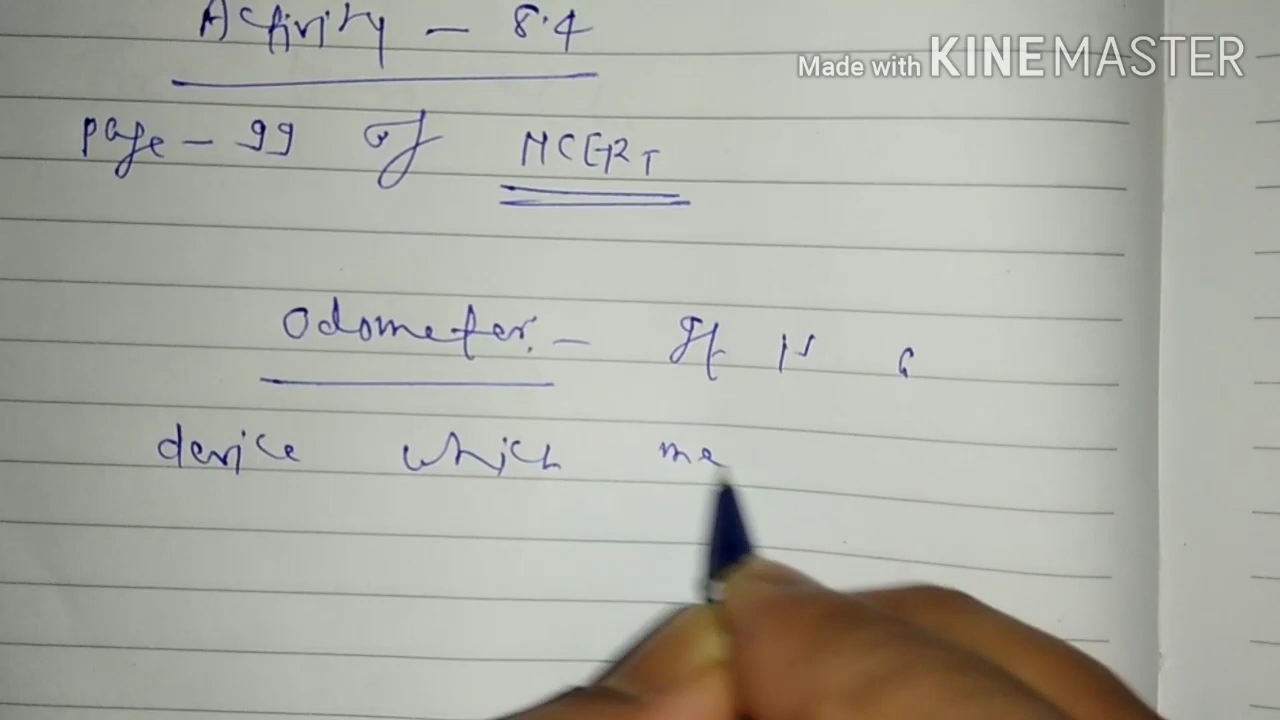 Activity - 8.4
Made with KINEMASTER
page - 99 of NCERT
Odometer. - It is a
device which me